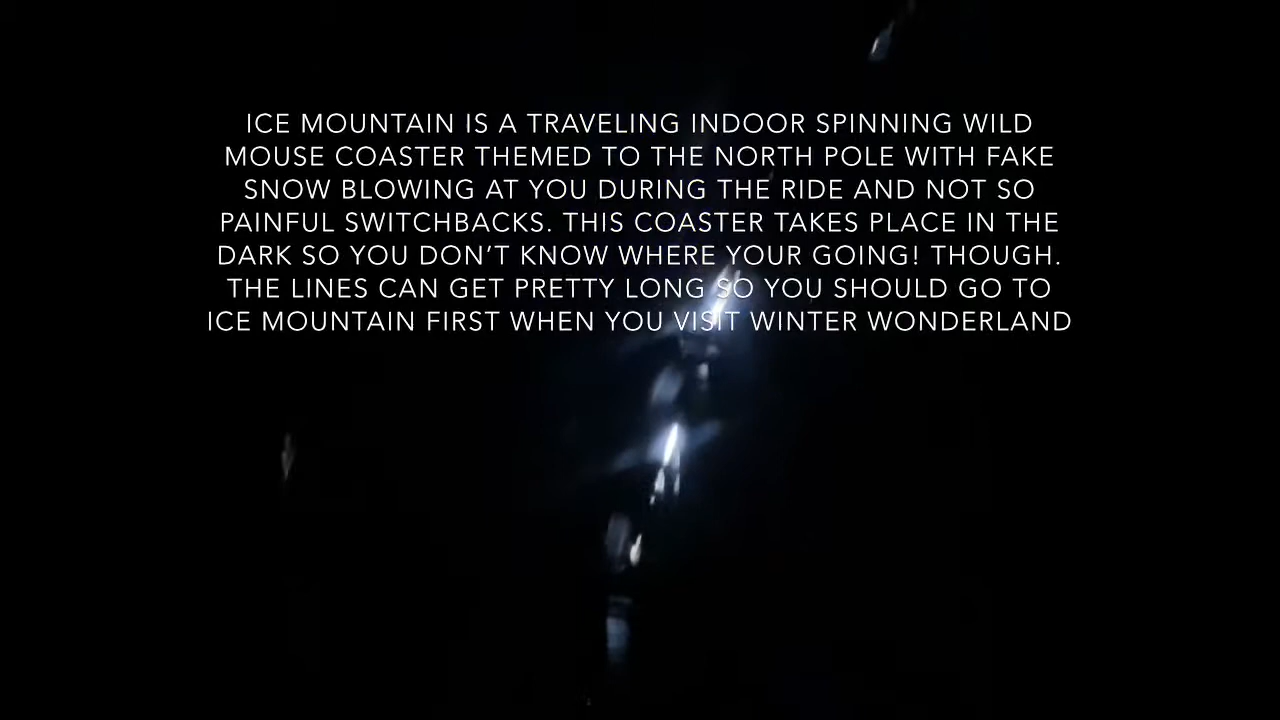 ICE MOUNTAIN IS A TRAVELING INDOOR SPINNING WILD
MOUSE COASTER THEMED TO THE NORTH POLE WITH FAKE
SNOW BLOWING AT YOU DURING THE RIDE AND NOT SO
PAINFUL SWITCHBACKS. THIS COASTER TAKES PLACE IN THE
DARK SO YOU DON’T KNOW WHERE YOUR GOING! THOUGH.
THE LINES CAN GET PRETTY LONG SO YOU SHOULD GO TO
ICE MOUNTAIN FIRST WHEN YOU VISIT WINTER WONDERLAND